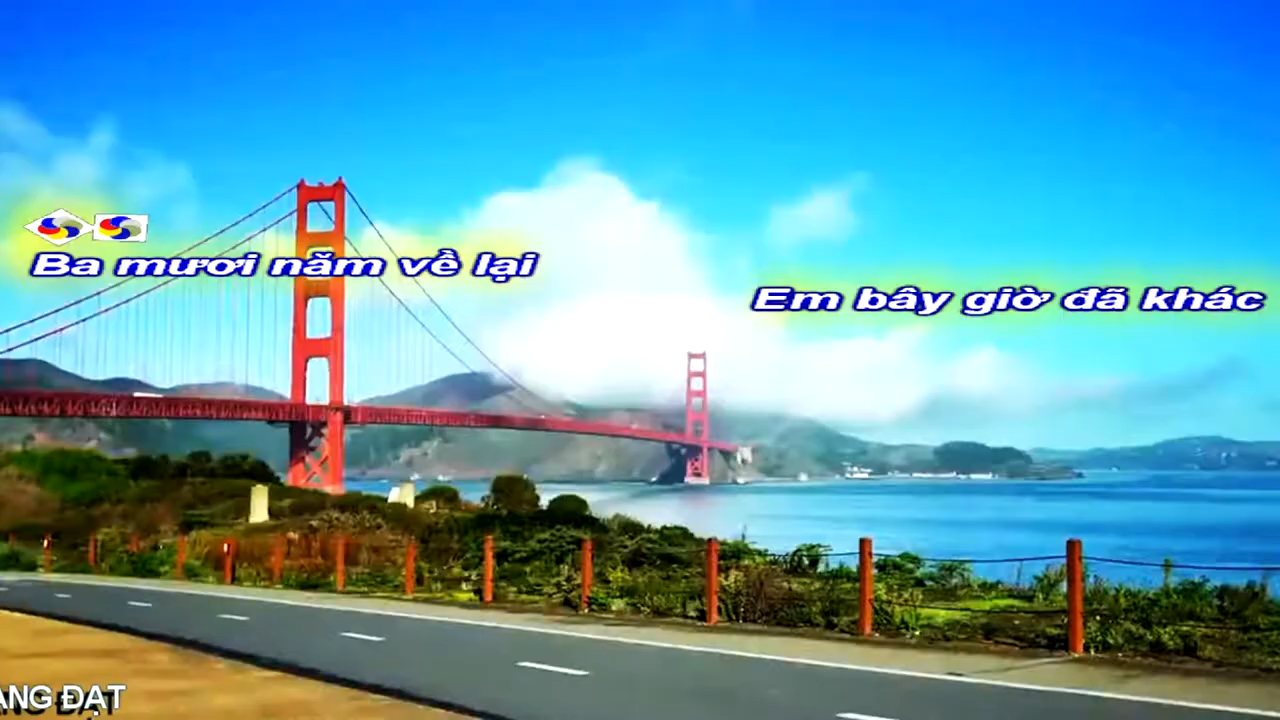 Ba mươi năm về lại
Em bây giờ đã khác
ANG ĐẠT